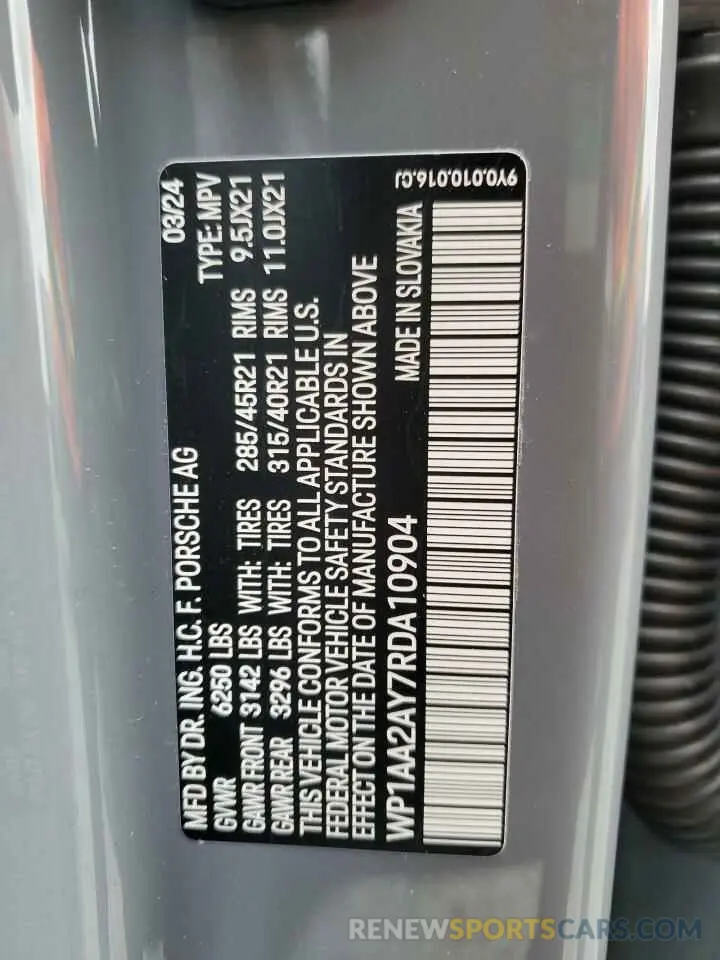 MFD BY DR. ING. H.C. F. PORSCHE AG 03/24
GVWR 6250 LBS TYPE: MPV
GAWR FRONT 3142 LBS WITH: TIRES 285/45R21 RIMS 9.5JX21
GAWR REAR 3296 LBS WITH: TIRES 315/40R21 RIMS 11.0JX21
THIS VEHICLE CONFORMS TO ALL APPLICABLE U.S.
FEDERAL MOTOR VEHICLE SAFETY STANDARDS IN
EFFECT ON THE DATE OF MANUFACTURE SHOWN ABOVE
WP1AA2AY7RDA10904 MADE IN SLOVAKIA
9Y0.010.016.CJ
RENEWSPORTSCARS.COM